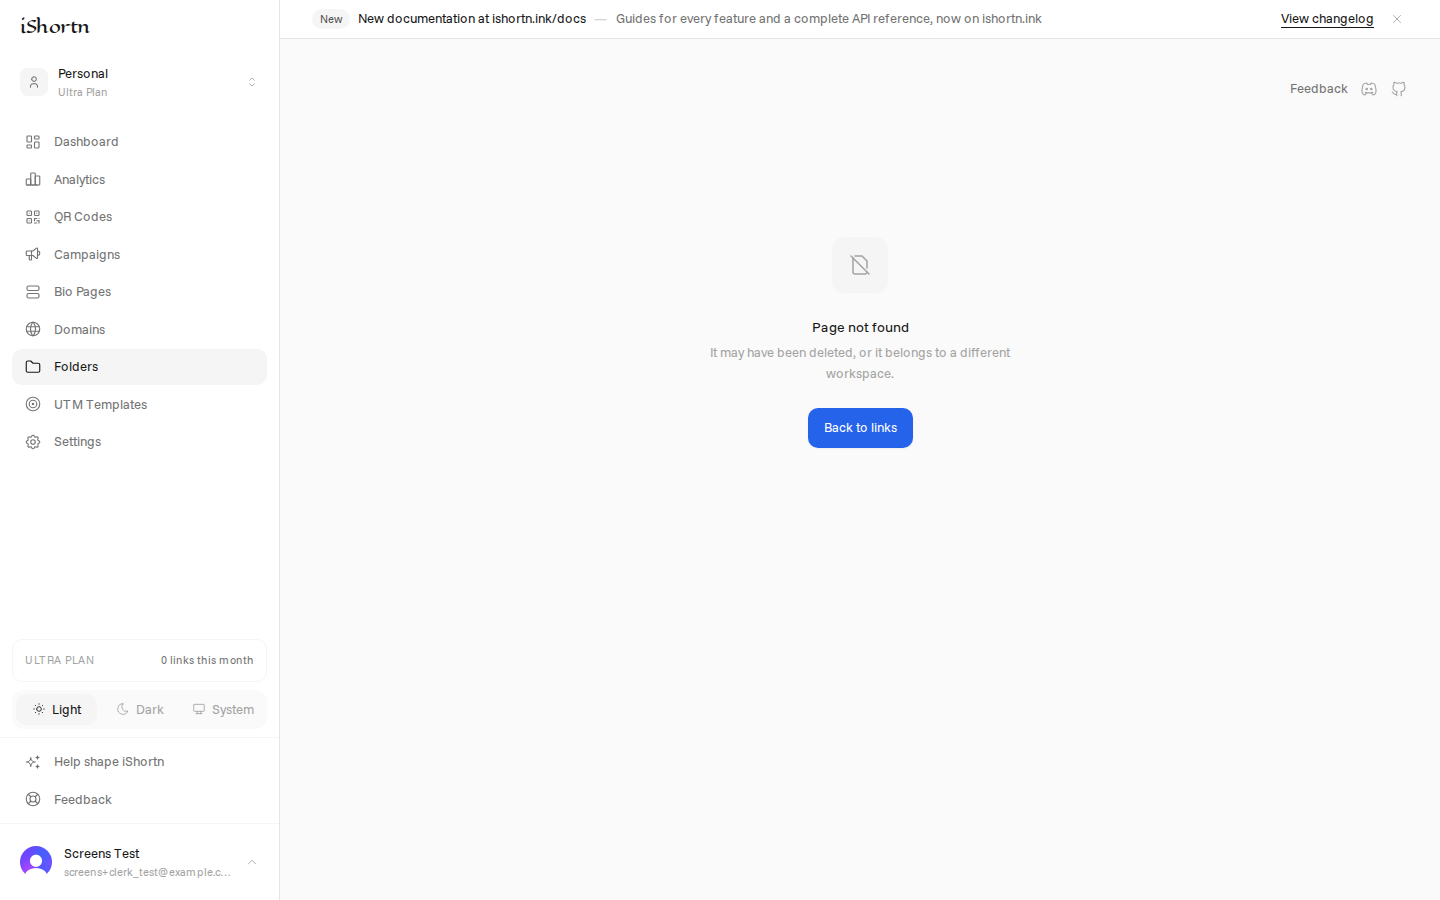 iShortn
Personal
Ultra Plan
Dashboard
Analytics
QR Codes
Campaigns
Bio Pages
Domains
Folders
UTM Templates
Settings
ULTRA PLAN 0 links this month
Light Dark System
Help shape iShortn
Feedback
Screens Test
screens+clerk_test@example.c...
New New documentation at ishortn.ink/docs — Guides for every feature and a complete API reference, now on ishortn.ink View changelog
Feedback
Page not found
It may have been deleted, or it belongs to a different
workspace.
Back to links